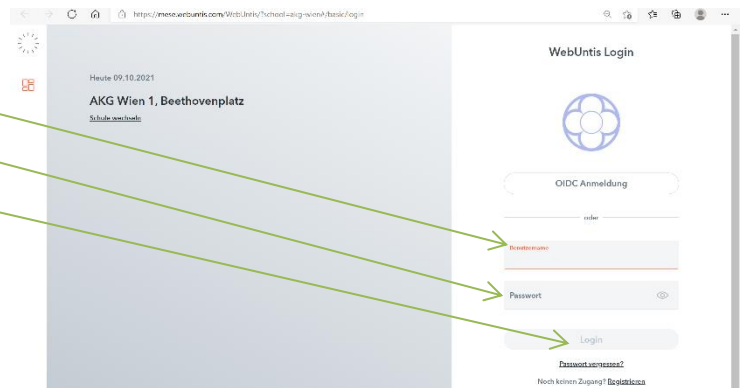 https://mese.webuntis.com/WebUntis/?school=akg-wien#/basic/login
WebUntis Login
Heute 09.10.2021
AKG Wien 1, Beethovenplatz
Schule wechseln
OIDC Anmeldung
oder
Benutzername
Passwort
Login
Passwort vergessen?
Noch keinen Zugang? Registrieren